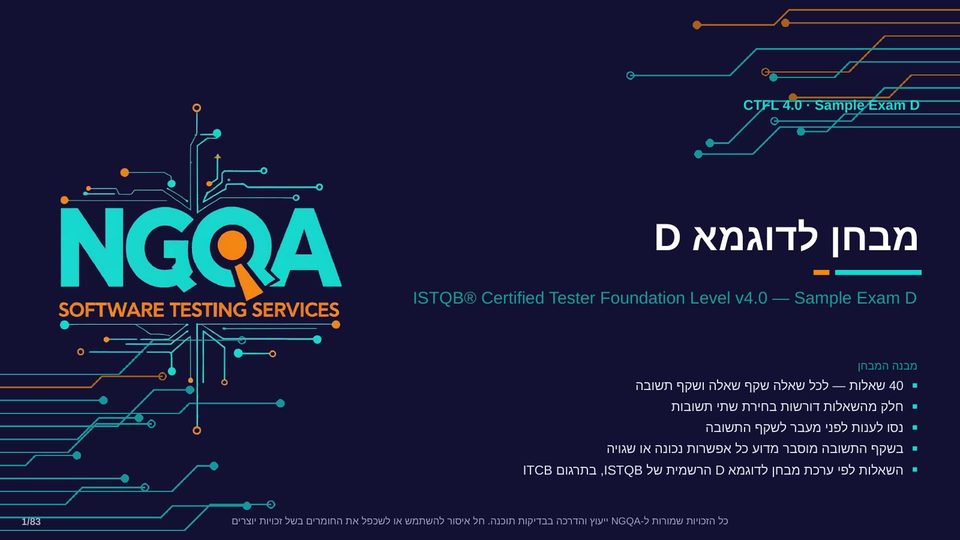 CTFL 4.0 · Sample Exam D
NGQA
SOFTWARE TESTING SERVICES
מבחן לדוגמא D
ISTQB® Certified Tester Foundation Level v4.0 — Sample Exam D
מבנה המבחן
40 שאלות — לכל שאלה שקף שאלה ושקף תשובה
חלק מהשאלות דורשות בחירת שתי תשובות
נסו לענות לפני מעבר לשקף התשובה
בשקף התשובה מוסבר מדוע כל אפשרות נכונה או שגויה
השאלות לפי ערכת מבחן לדוגמא D הרשמית של ISTQB, בתרגום ITCB
כל הזכויות שמורות ל-NGQA ייעוץ והדרכה בבדיקות תוכנה. חל איסור להשתמש או לשכפל את החומרים בשל זכויות יוצרים
1/83